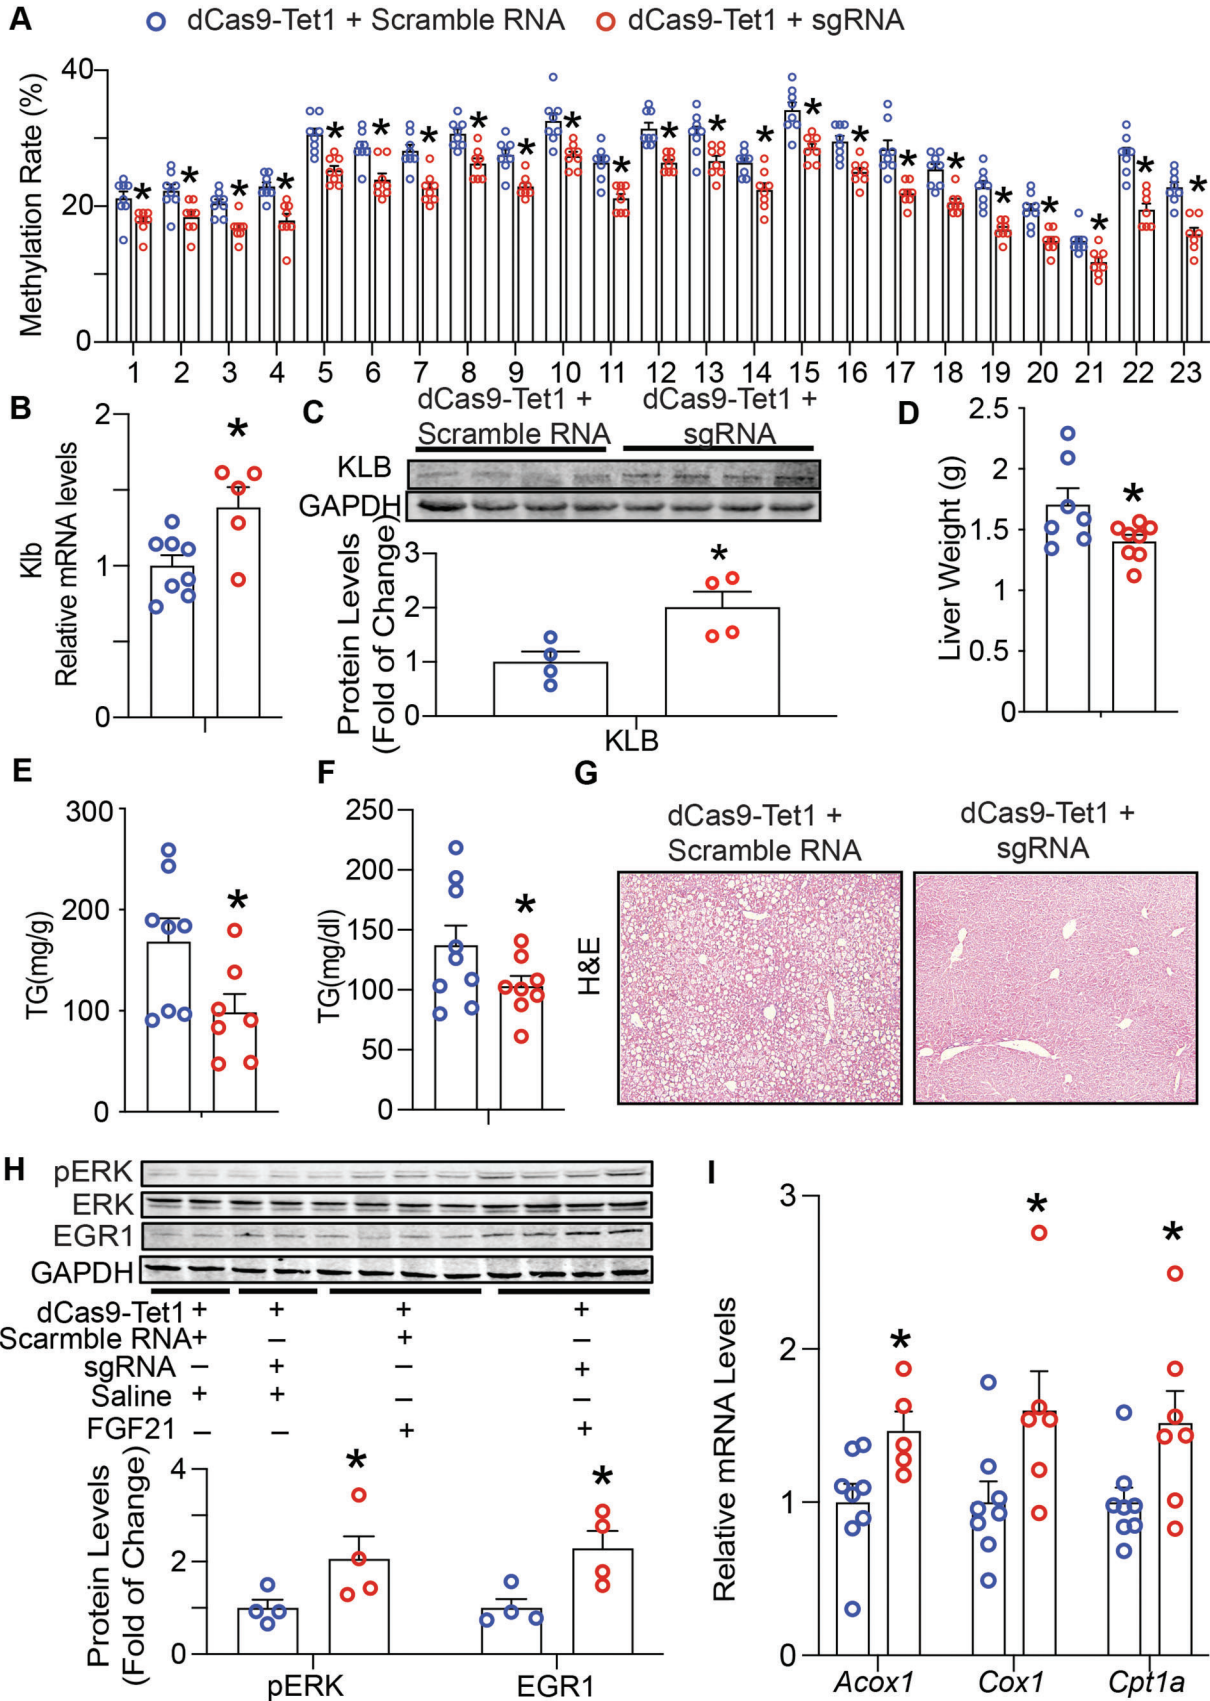 A
dCas9-Tet1 + Scramble RNA
dCas9-Tet1 + sgRNA
Methylation Rate (%)
40
20
0
1 2 3 4 5 6 7 8 9 10 11 12 13 14 15 16 17 18 19 20 21 22 23
* * * * * * * * * * * * * * * * * * * * * * *
B
Klb
Relative mRNA levels
2
1
0
*
C
dCas9-Tet1 +
Scramble RNA
dCas9-Tet1 +
sgRNA
KLB
GAPDH
Protein Levels
(Fold of Change)
3
2
1
0
*
KLB
D
Liver Weight (g)
2.5
2
1.5
1
0.5
0
*
E
TG(mg/g)
300
200
100
0
*
F
TG(mg/dl)
250
200
150
100
50
0
*
G
dCas9-Tet1 +
Scramble RNA
dCas9-Tet1 +
sgRNA
H&E
H
pERK
ERK
EGR1
GAPDH
dCas9-Tet1 + + + +
Scarmble RNA + – + –
sgRNA – + – +
Saline + + – –
FGF21 – – + +
Protein Levels
(Fold of Change)
4
2
0
* *
pERK EGR1
I
Relative mRNA Levels
3
2
1
0
* * *
Acox1 Cox1 Cpt1a